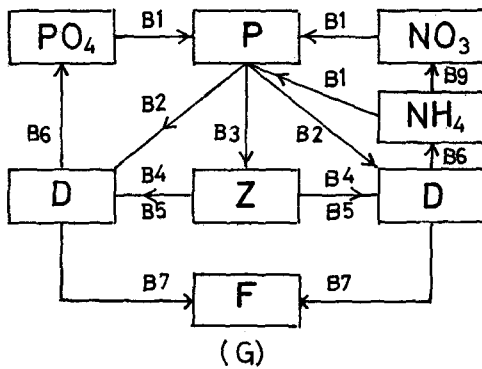 PO₄ B1 P B1 NO₃
B1 B9
B2 B3 B2 NH₄
B6 B6
D B4 Z B4 D
B5 B5
B7 F B7
(G)